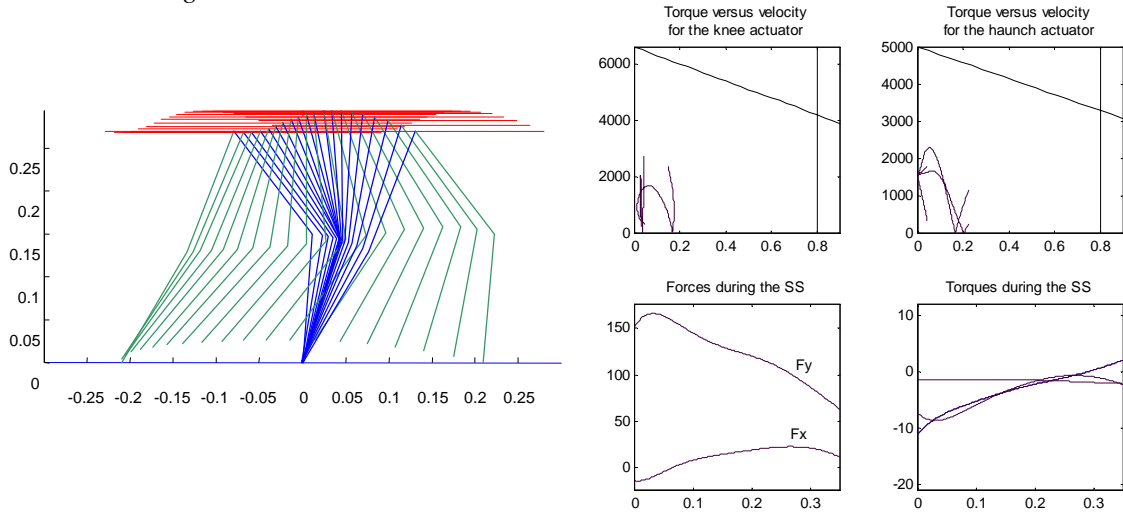 Torque versus velocity
for the knee actuator
6000
4000
2000
0
0 0.2 0.4 0.6 0.8
Torque versus velocity
for the haunch actuator
5000
4000
3000
2000
1000
0
0 0.2 0.4 0.6 0.8
0.25
0.2
0.15
0.1
0.05
0
-0.25 -0.2 -0.15 -0.1 -0.05 0 0.05 0.1 0.15 0.2 0.25
Forces during the SS
150
100
50
0
Fy
Fx
0 0.1 0.2 0.3
Torques during the SS
10
0
-10
-20
0 0.1 0.2 0.3